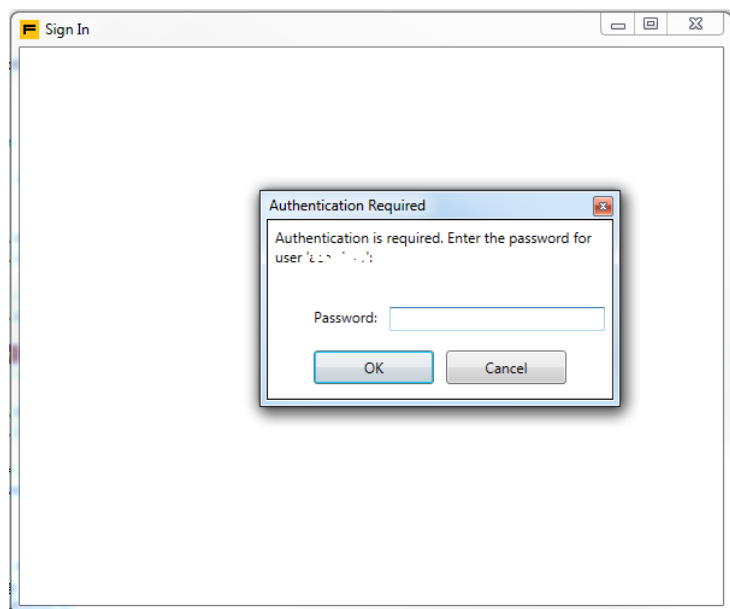 Sign In
Authentication Required
Authentication is required. Enter the password for
user
Password:
OK
Cancel